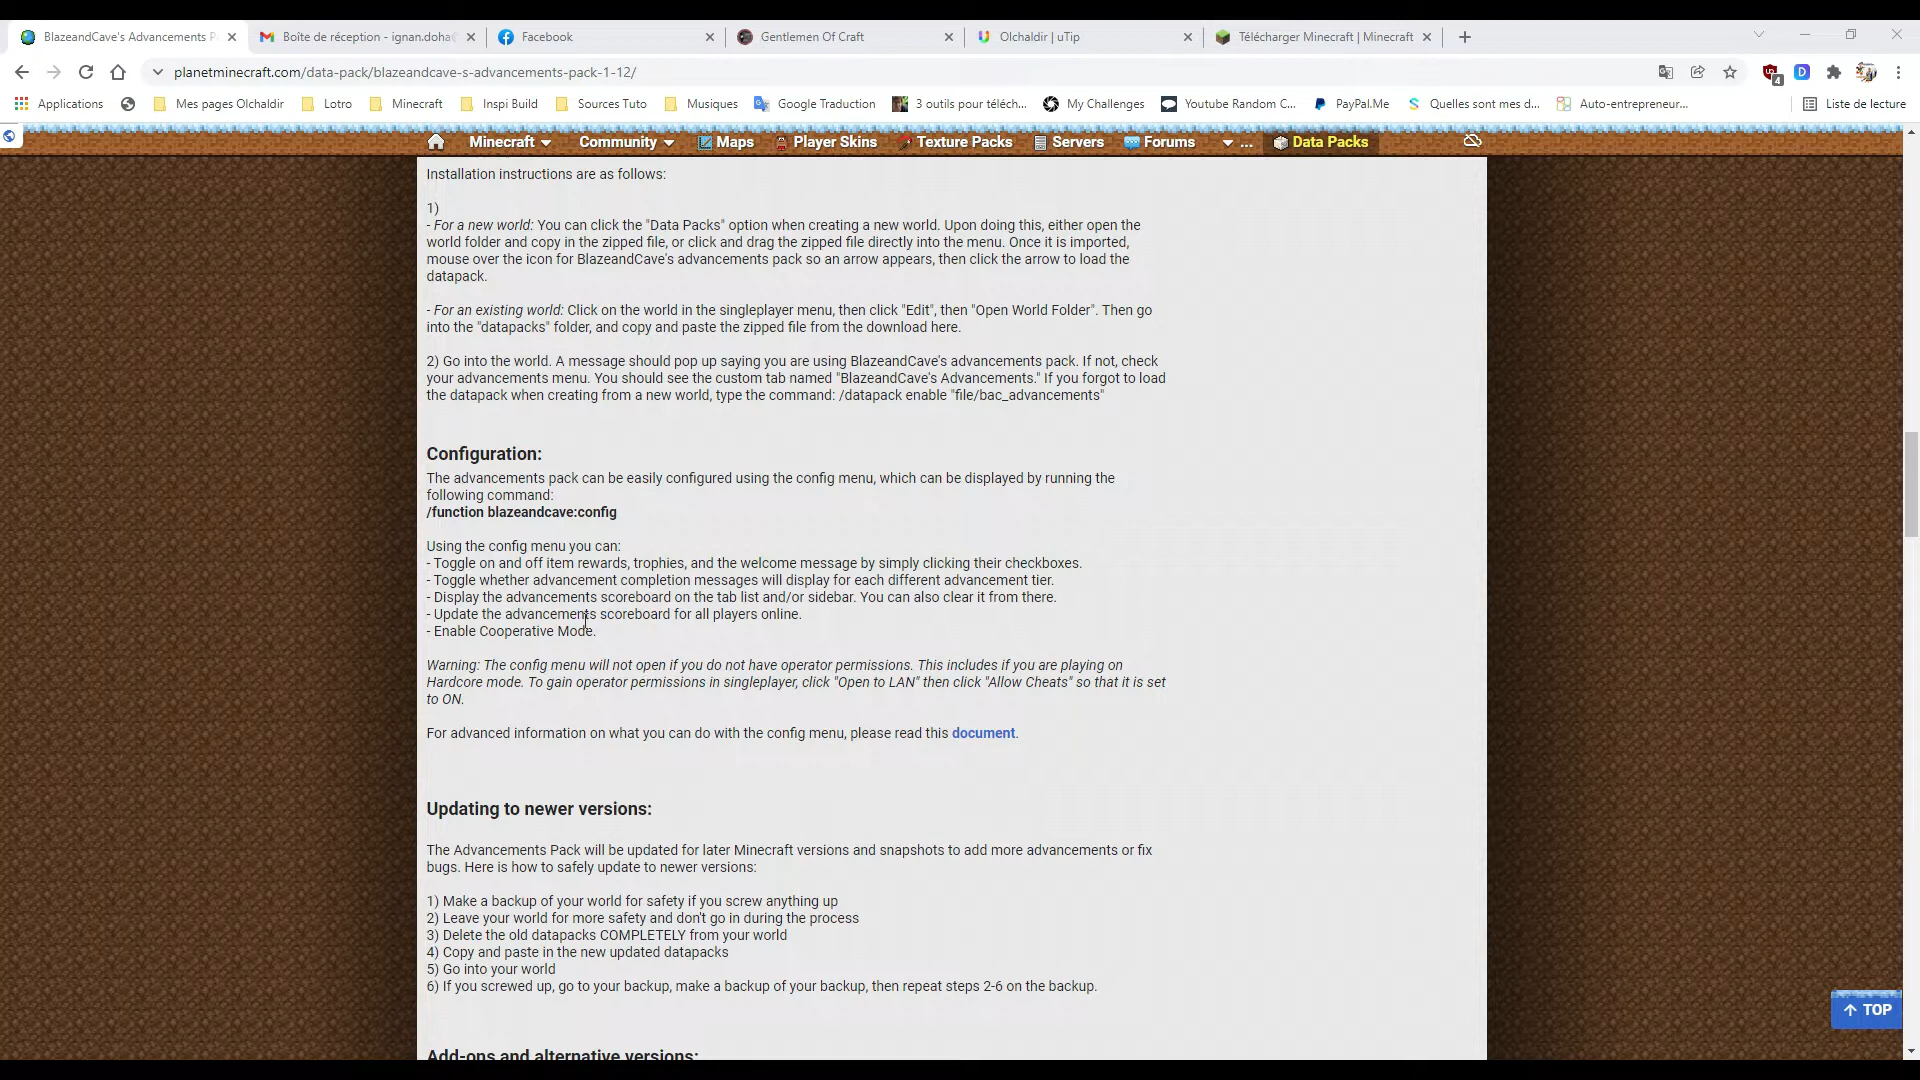 BlazeandCave's Advancements P
Boîte de réception - ignan.doha
Facebook
Gentlemen Of Craft
Olchaldir | uTip
Télécharger Minecraft | Minecraft
planetminecraft.com/data-pack/blazeandcave-s-advancements-pack-1-12/
4
D
Applications
Mes pages Olchaldir
Lotro
Minecraft
Inspi Build
Sources Tuto
Musiques
Google Traduction
3 outils pour téléch...
My Challenges
Youtube Random C...
PayPal.Me
Quelles sont mes d...
Auto-entrepreneur...
Liste de lecture
Minecraft
Community
Maps
Player Skins
Texture Packs
Servers
Forums
...
Data Packs
Installation instructions are as follows:
1)
- For a new world: You can click the "Data Packs" option when creating a new world. Upon doing this, either open the
world folder and copy in the zipped file, or click and drag the zipped file directly into the menu. Once it is imported,
mouse over the icon for BlazeandCave's advancements pack so an arrow appears, then click the arrow to load the
datapack.
- For an existing world: Click on the world in the singleplayer menu, then click "Edit", then "Open World Folder". Then go
into the "datapacks" folder, and copy and paste the zipped file from the download here.
2) Go into the world. A message should pop up saying you are using BlazeandCave's advancements pack. If not, check
your advancements menu. You should see the custom tab named "BlazeandCave's Advancements." If you forgot to load
the datapack when creating from a new world, type the command: /datapack enable "file/bac_advancements"
Configuration:
The advancements pack can be easily configured using the config menu, which can be displayed by running the
following command:
/function blazeandcave:config
Using the config menu you can:
- Toggle on and off item rewards, trophies, and the welcome message by simply clicking their checkboxes.
- Toggle whether advancement completion messages will display for each different advancement tier.
- Display the advancements scoreboard on the tab list and/or sidebar. You can also clear it from there.
- Update the advancements scoreboard for all players online.
- Enable Cooperative Mode.
Warning: The config menu will not open if you do not have operator permissions. This includes if you are playing on
Hardcore mode. To gain operator permissions in singleplayer, click "Open to LAN" then click "Allow Cheats" so that it is set
to ON.
For advanced information on what you can do with the config menu, please read this document.
Updating to newer versions:
The Advancements Pack will be updated for later Minecraft versions and snapshots to add more advancements or fix
bugs. Here is how to safely update to newer versions:
1) Make a backup of your world for safety if you screw anything up
2) Leave your world for more safety and don't go in during the process
3) Delete the old datapacks COMPLETELY from your world
4) Copy and paste in the new updated datapacks
5) Go into your world
6) If you screwed up, go to your backup, make a backup of your backup, then repeat steps 2-6 on the backup.
TOP
Add-ons and alternative versions: